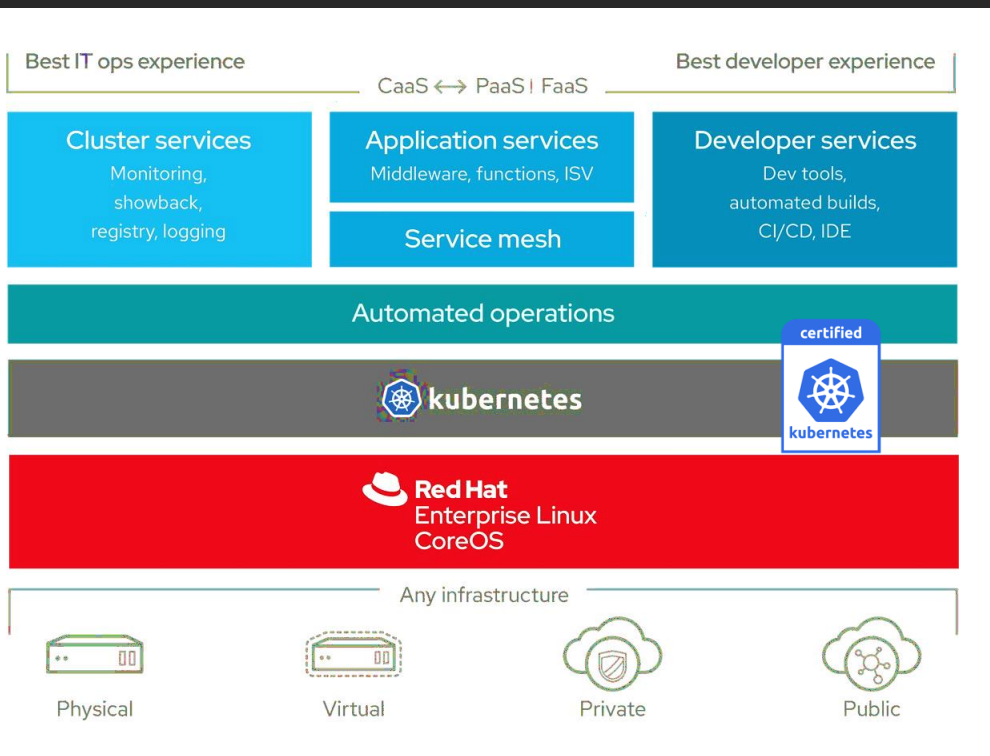 Best IT ops experience
Best developer experience
CaaS ↔ PaaS | FaaS
Cluster services
Monitoring,
showback,
registry, logging
Application services
Middleware, functions, ISV
Service mesh
Developer services
Dev tools,
automated builds,
CI/CD, IDE
Automated operations
certified
kubernetes
kubernetes
Red Hat
Enterprise Linux
CoreOS
Any infrastructure
Physical
Virtual
Private
Public